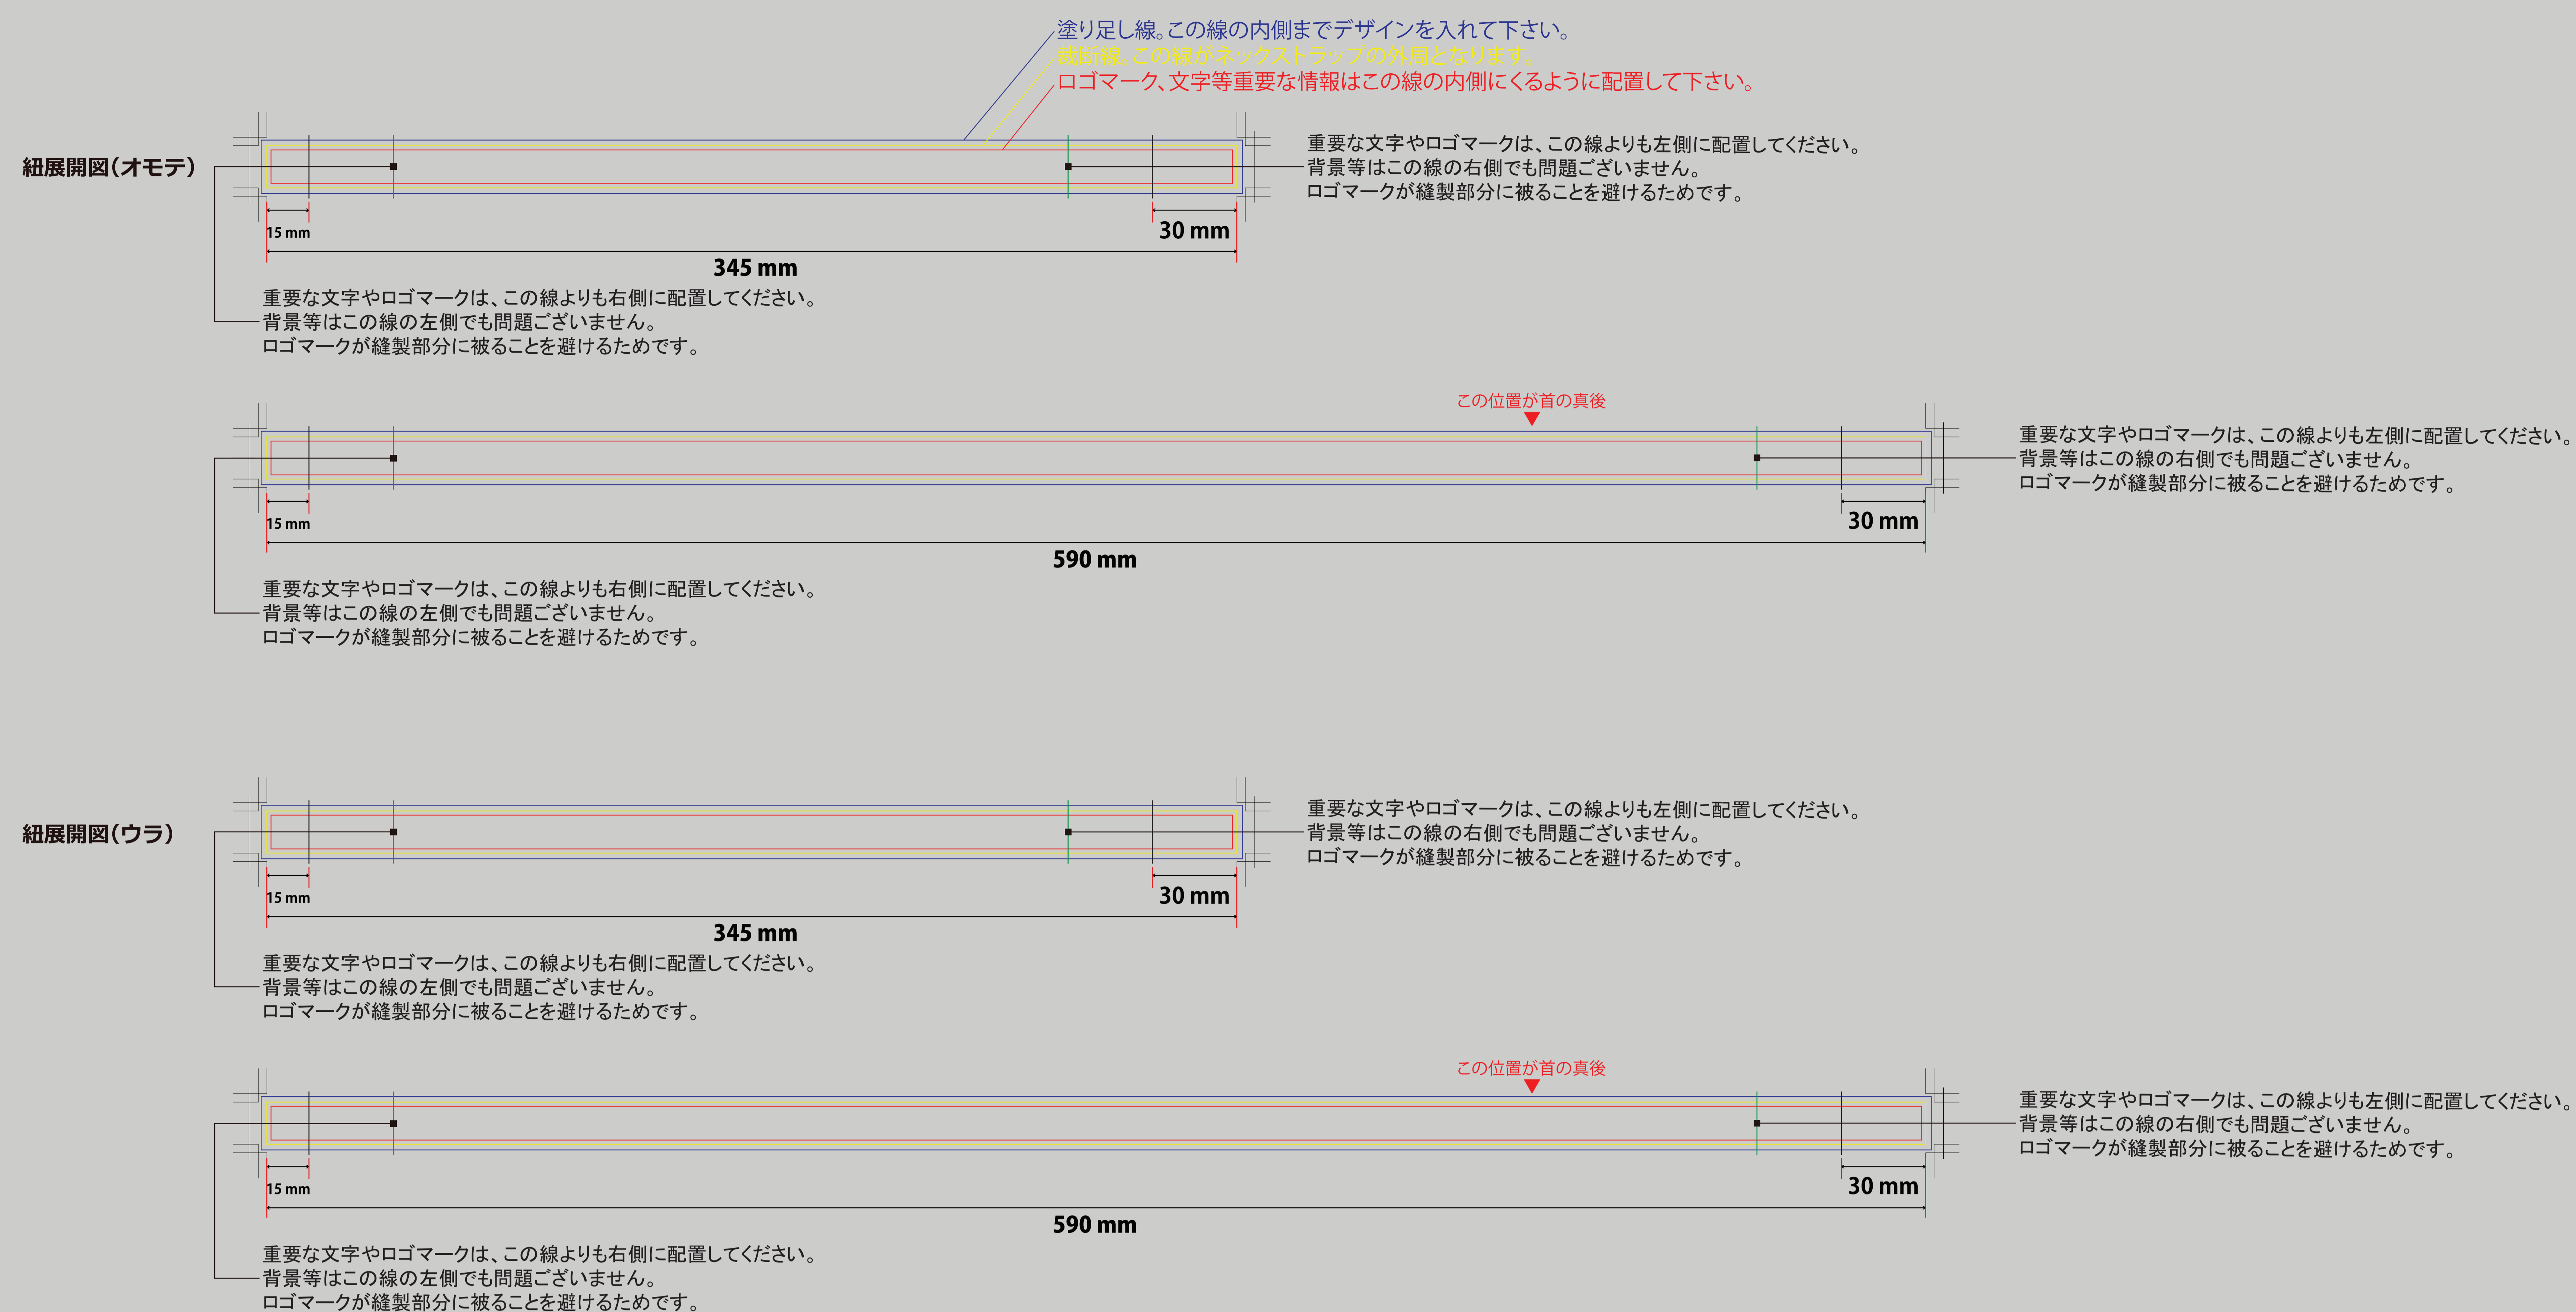 塗り足し線。この線の内側までデザインを入れて下さい。
裁断線。この線がネックストラップの外周となります。
ロゴマーク、文字等重要な情報はこの線の内側にくるように配置して下さい。
紐展開図(オモテ)
重要な文字やロゴマークは、この線よりも左側に配置してください。
背景等はこの線の右側でも問題ございません。
ロゴマークが縫製部分に被ることを避けるためです。
15 mm
30 mm
345 mm
重要な文字やロゴマークは、この線よりも右側に配置してください。
背景等はこの線の左側でも問題ございません。
ロゴマークが縫製部分に被ることを避けるためです。
この位置が首の真後
重要な文字やロゴマークは、この線よりも左側に配置してください。
背景等はこの線の右側でも問題ございません。
ロゴマークが縫製部分に被ることを避けるためです。
15 mm
30 mm
590 mm
重要な文字やロゴマークは、この線よりも右側に配置してください。
背景等はこの線の左側でも問題ございません。
ロゴマークが縫製部分に被ることを避けるためです。
紐展開図(ウラ)
重要な文字やロゴマークは、この線よりも左側に配置してください。
背景等はこの線の右側でも問題ございません。
ロゴマークが縫製部分に被ることを避けるためです。
15 mm
30 mm
345 mm
重要な文字やロゴマークは、この線よりも右側に配置してください。
背景等はこの線の左側でも問題ございません。
ロゴマークが縫製部分に被ることを避けるためです。
この位置が首の真後
重要な文字やロゴマークは、この線よりも左側に配置してください。
背景等はこの線の右側でも問題ございません。
ロゴマークが縫製部分に被ることを避けるためです。
15 mm
30 mm
590 mm
重要な文字やロゴマークは、この線よりも右側に配置してください。
背景等はこの線の左側でも問題ございません。
ロゴマークが縫製部分に被ることを避けるためです。